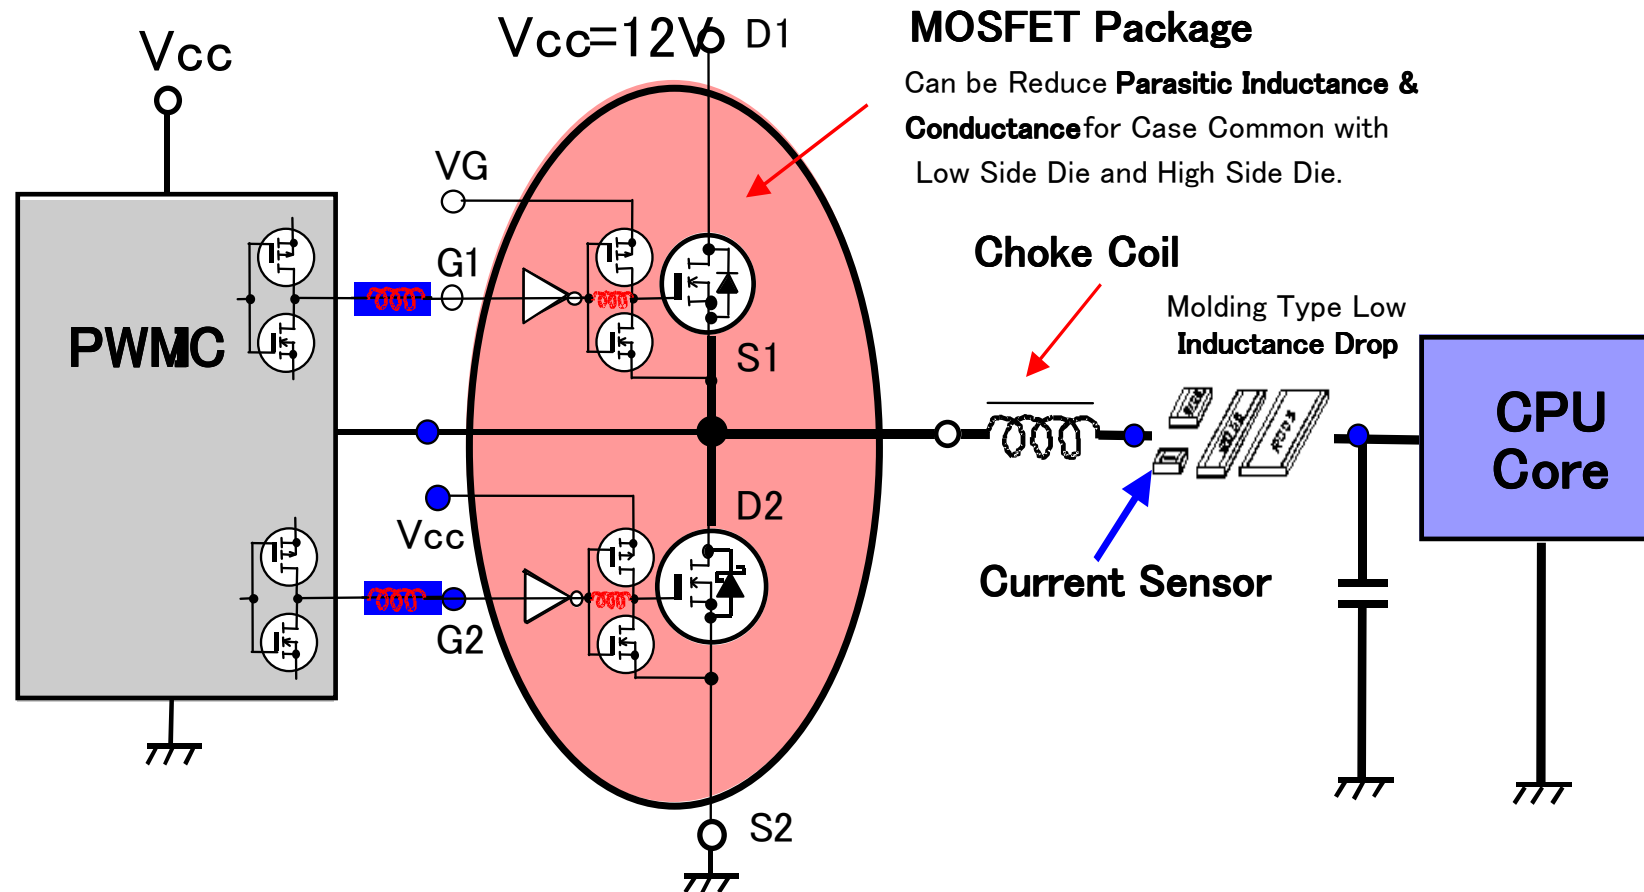 Vcc
Vcc=12V
D1
MOSFET Package
Can be Reduce Parasitic Inductance &
Conductance for Case Common with
Low Side Die and High Side Die.
VG
G1
PWMIC
S1
Choke Coil
Molding Type Low
Inductance Drop
CPU
Core
D2
Vcc
G2
Current Sensor
S2